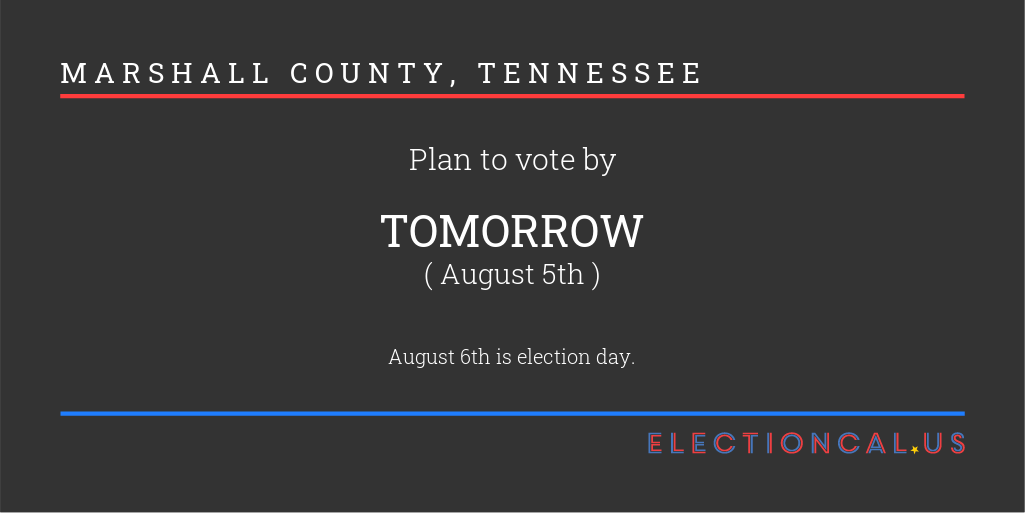 MARSHALL COUNTY, TENNESSEE
Plan to vote by
TOMORROW
( August 5th )
August 6th is election day.
ELECTIONCAL.US